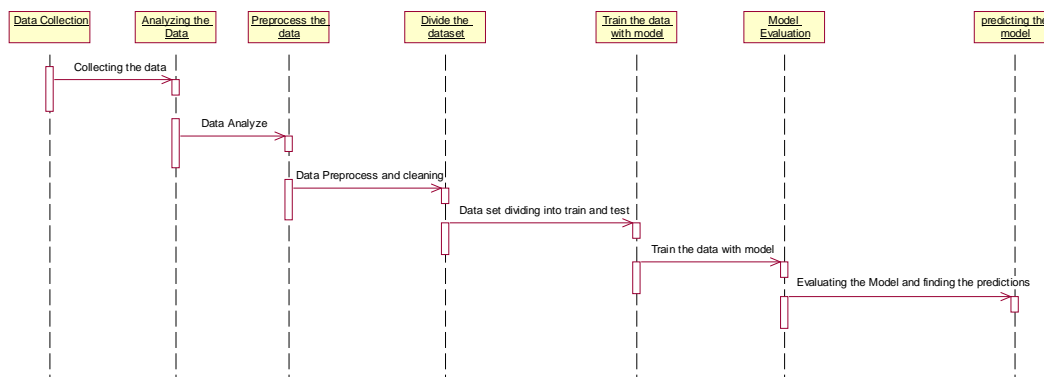 Data Collection
Analyzing the
Data
Preprocess the
data
Divide the
dataset
Train the data
with model
Model
Evaluation
predicting the
model
Collecting the data
Data Analyze
Data Preprocess and cleaning
Data set dividing into train and test
Train the data with model
Evaluating the Model and finding the predictions